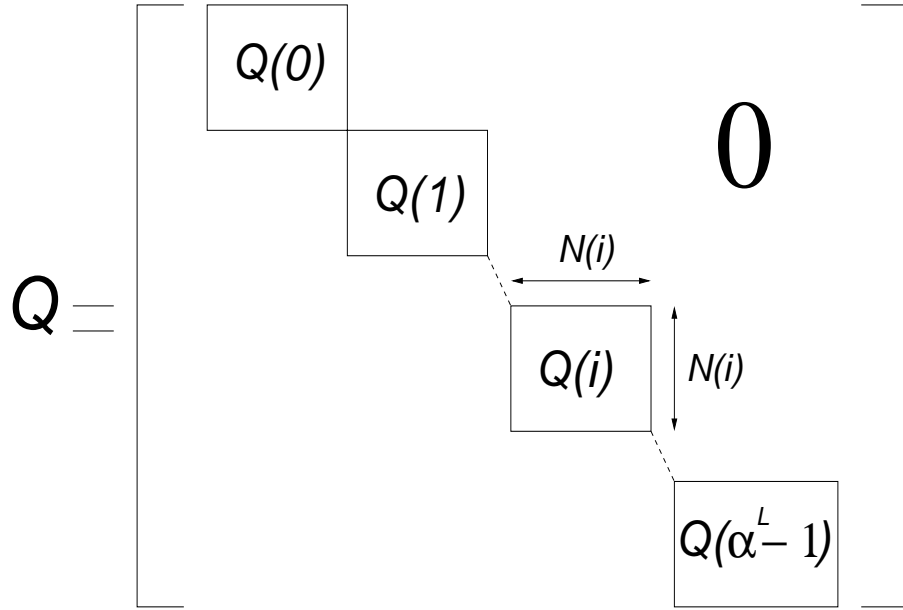 Q(0)
0
Q(1)
N(i)
Q =
Q(i)
N(i)
Q(α^L - 1)